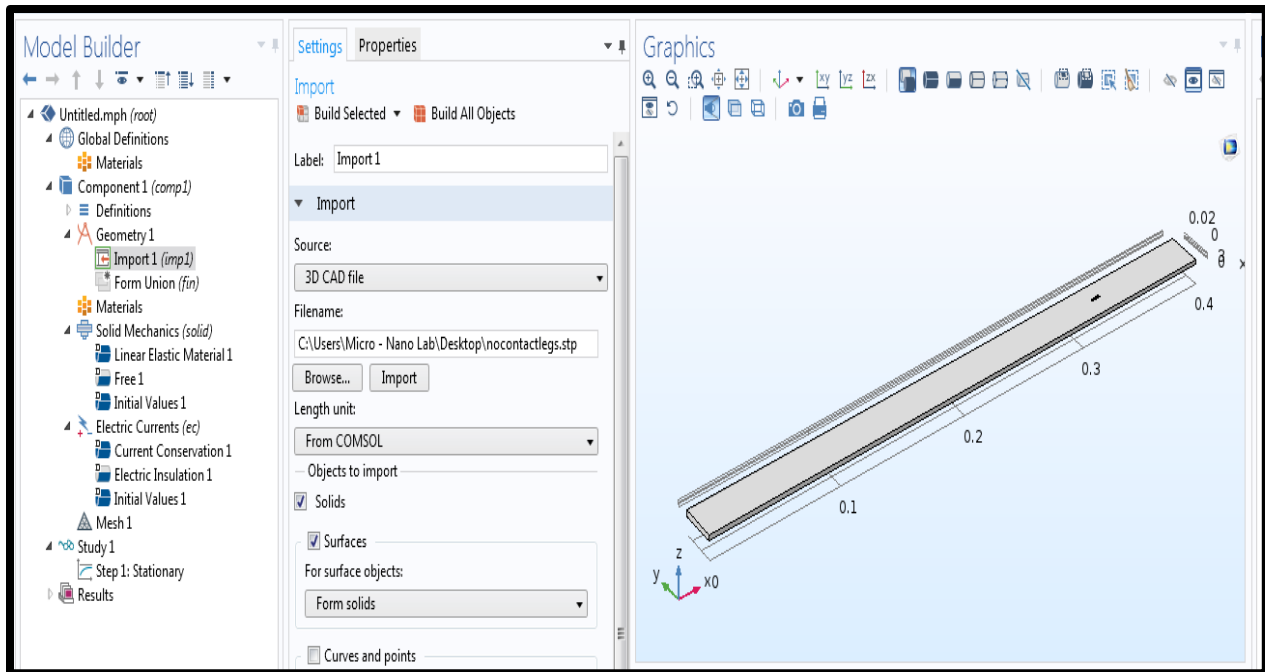 Model Builder
Untitled.mph (root)
Global Definitions
Materials
Component 1 (comp1)
Definitions
Geometry 1
Import 1 (imp1)
Form Union (fin)
Materials
Solid Mechanics (solid)
Linear Elastic Material 1
Free 1
Initial Values 1
Electric Currents (ec)
Current Conservation 1
Electric Insulation 1
Initial Values 1
Mesh 1
Study 1
Step 1: Stationary
Results
Settings Properties
Import
Build Selected Build All Objects
Label: Import 1
Import
Source:
3D CAD file
Filename:
C:\Users\Micro - Nano Lab\Desktop\nocontactlegs.stp
Browse... Import
Length unit:
From COMSOL
Objects to import
Solids
Surfaces
For surface objects:
Form solids
Curves and points
Graphics
xy yz zx
0.02
0
0.4
0.3
0.2
0.1
z
y x 0